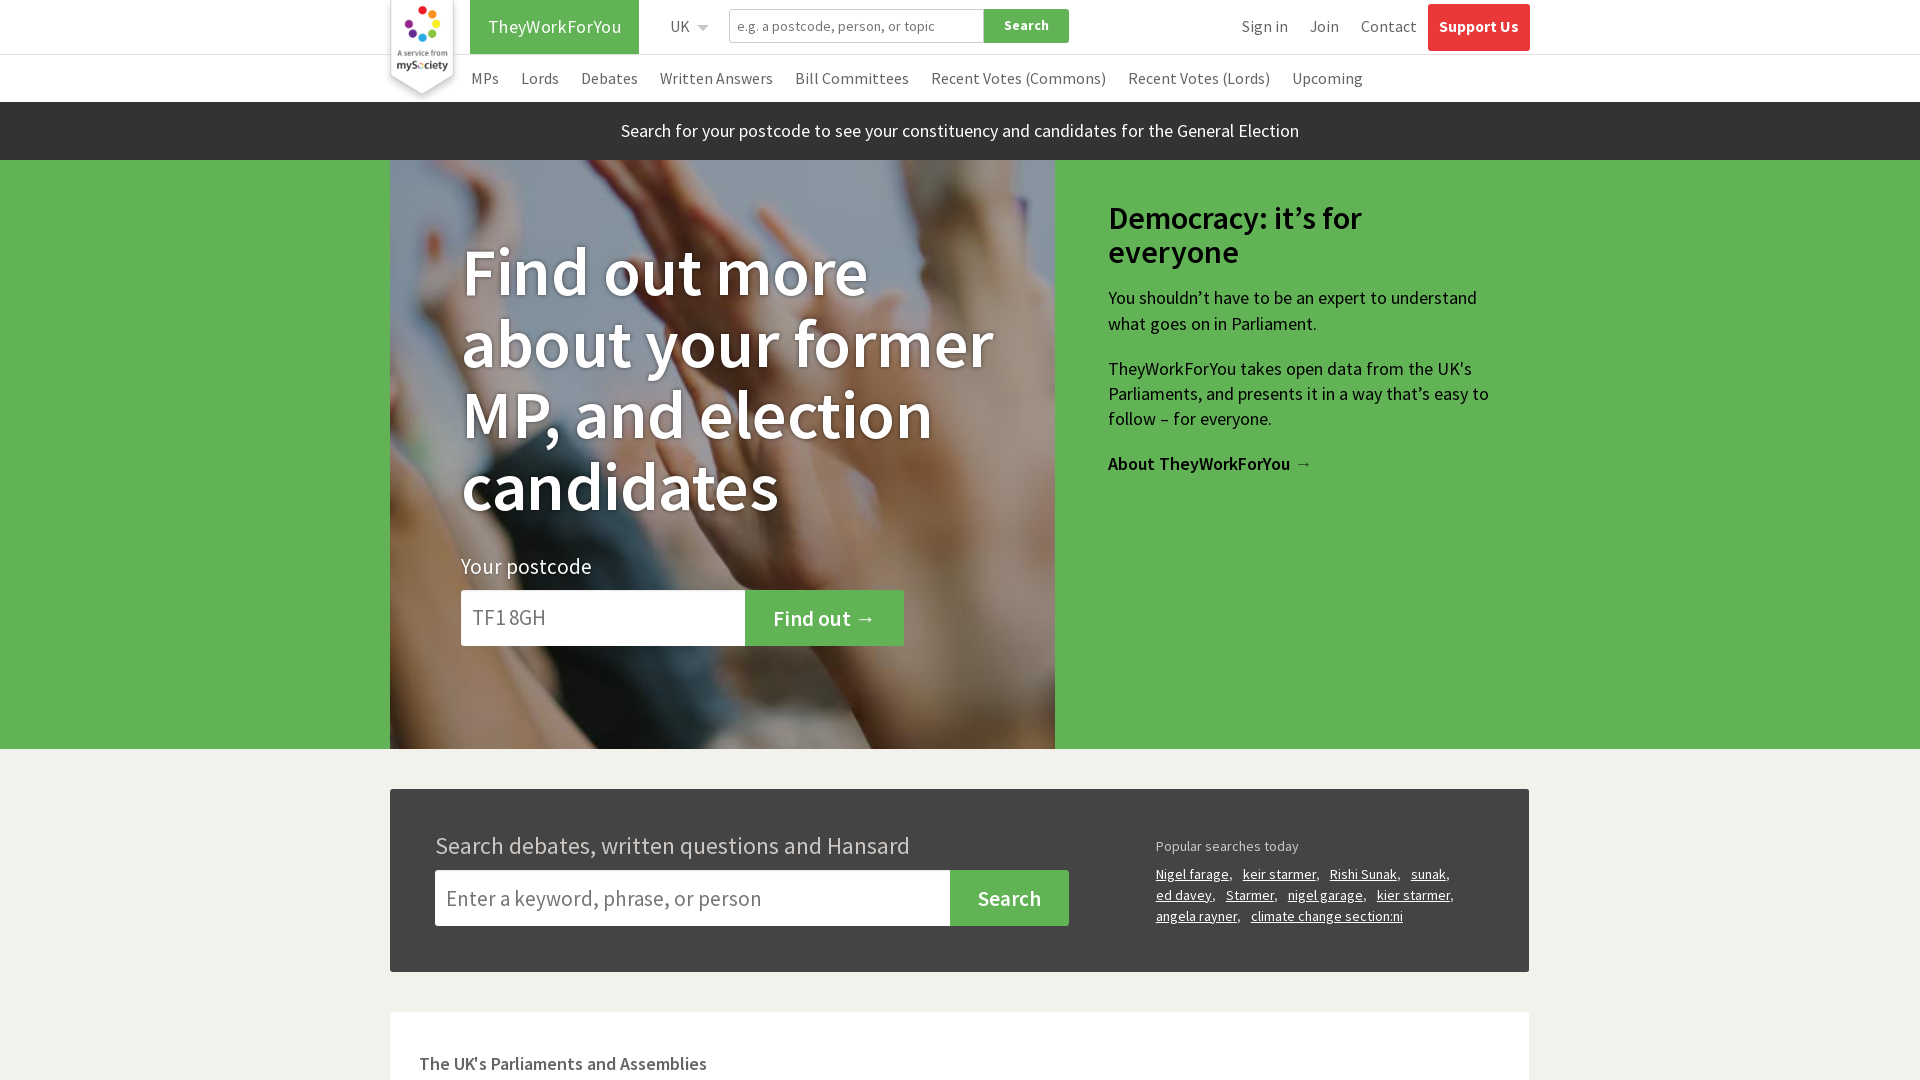 A service from
mySociety
TheyWorkForYou
UK
e.g. a postcode, person, or topic
Search
Sign in
Join
Contact
Support Us
MPs
Lords
Debates
Written Answers
Bill Committees
Recent Votes (Commons)
Recent Votes (Lords)
Upcoming
Search for your postcode to see your constituency and candidates for the General Election
Find out more
about your former
MP, and election
candidates
Your postcode
TF1 8GH
Find out →
Democracy: it’s for
everyone
You shouldn’t have to be an expert to understand
what goes on in Parliament.
TheyWorkForYou takes open data from the UK's
Parliaments, and presents it in a way that’s easy to
follow – for everyone.
About TheyWorkForYou →
Search debates, written questions and Hansard
Enter a keyword, phrase, or person
Search
Popular searches today
Nigel farage, keir starmer, Rishi Sunak, sunak,
ed davey, Starmer, nigel garage, kier starmer,
angela rayner, climate change section:ni
The UK's Parliaments and Assemblies